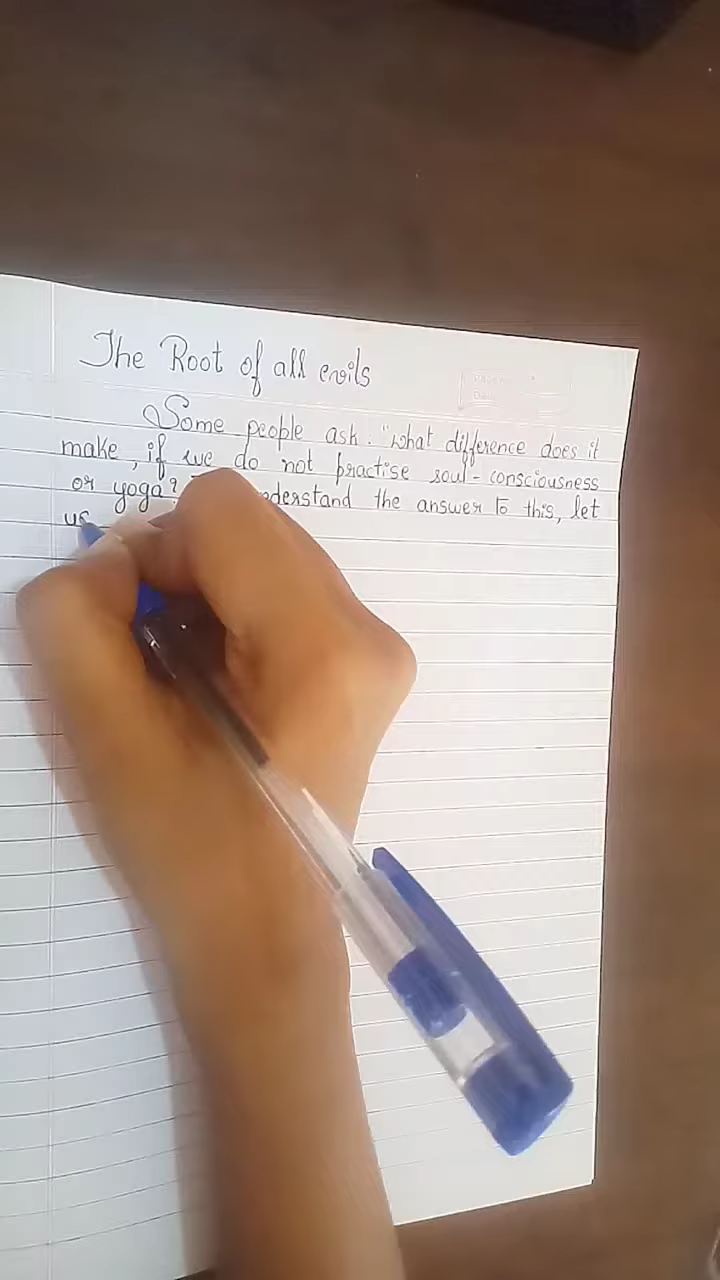 The Root of all evils
Some people ask : "what difference does it
make , if we do not practise soul - consciousness
or yoga? understand the answer to this, let
us